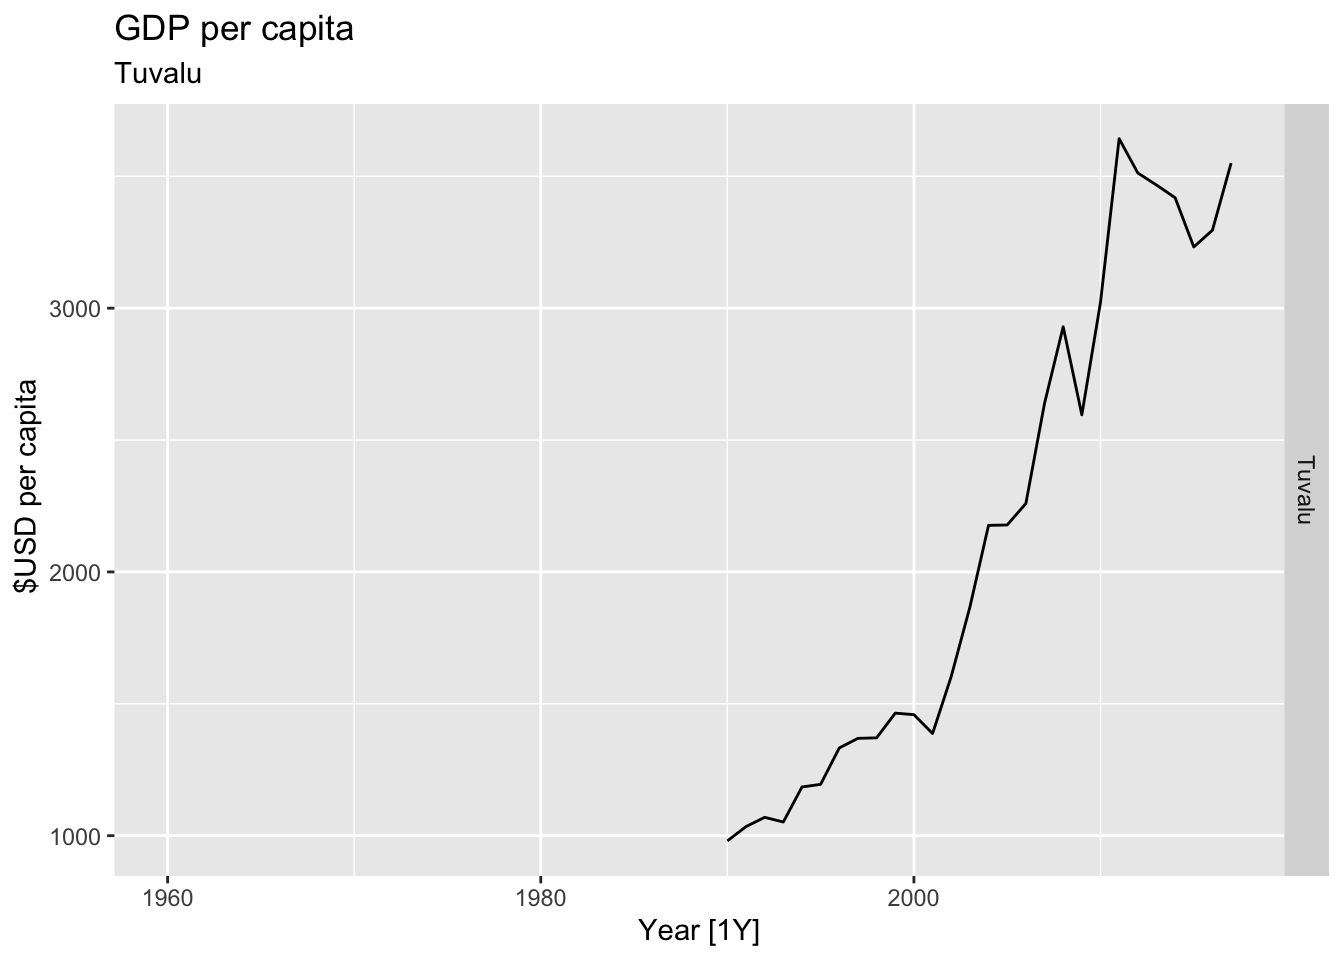 GDP per capita
Tuvalu
$USD per capita
3000
2000
1000
1960
1980
2000
Year [1Y]
Tuvalu